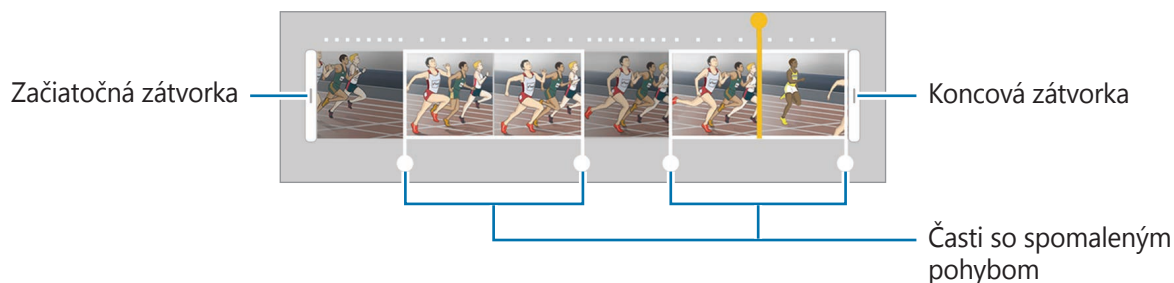 Začiatočná zátvorka
Koncová zátvorka
Časti so spomaleným
pohybom